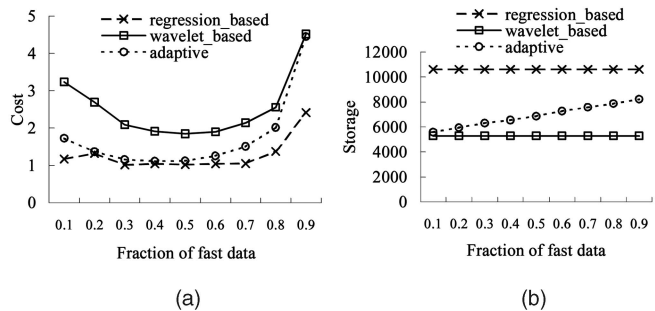 regression_based
wavelet_based
adaptive
5
4
3
2
1
0
Cost
0.1 0.2 0.3 0.4 0.5 0.6 0.7 0.8 0.9
Fraction of fast data
(a)
regression_based
wavelet_based
adaptive
12000
10000
8000
6000
4000
2000
0
Storage
0.1 0.2 0.3 0.4 0.5 0.6 0.7 0.8 0.9
Fraction of fast data
(b)